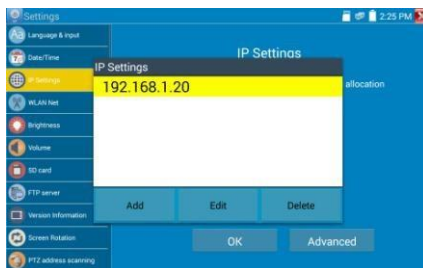 Settings
2:25 PM
Language & input
Date/Time
IP Settings
WLAN Net
Brightness
Volume
SD card
FTP server
Version Information
Screen Rotation
PTZ address scanning
IP Settings
allocation
IP Settings
192.168.1.20
Add
Edit
Delete
OK
Advanced